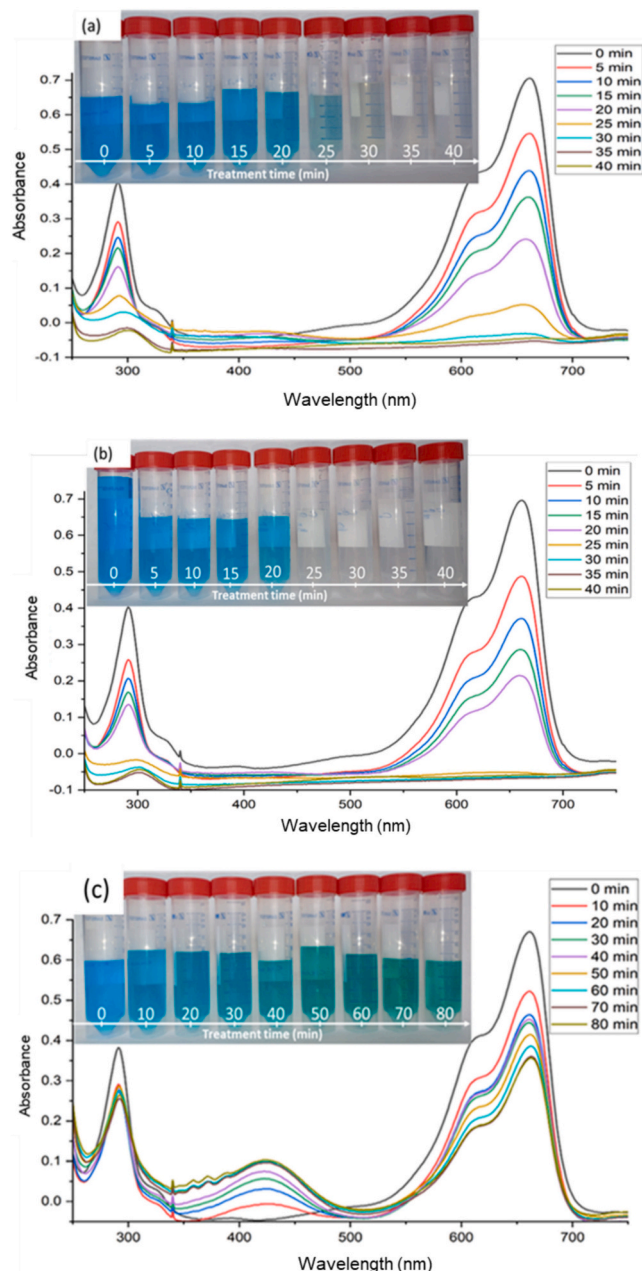 (a)
0 5 10 15 20 25 30 35 40
Treatment time (min)
0 min
5 min
10 min
15 min
20 min
25 min
30 min
35 min
40 min
0.7
0.6
0.5
0.4
0.3
0.2
0.1
0.0
-0.1
Absorbance
300 400 500 600 700
Wavelength (nm)
(b)
0 5 10 15 20 25 30 35 40
Treatment time (min)
0 min
5 min
10 min
15 min
20 min
25 min
30 min
35 min
40 min
0.7
0.6
0.5
0.4
0.3
0.2
0.1
0.0
-0.1
Absorbance
300 400 500 600 700
Wavelength (nm)
(c)
0 10 20 30 40 50 60 70 80
Treatment time (min)
0 min
10 min
20 min
30 min
40 min
50 min
60 min
70 min
80 min
0.7
0.6
0.5
0.4
0.3
0.2
0.1
0.0
Absorbance
300 400 500 600 700
Wavelength (nm)